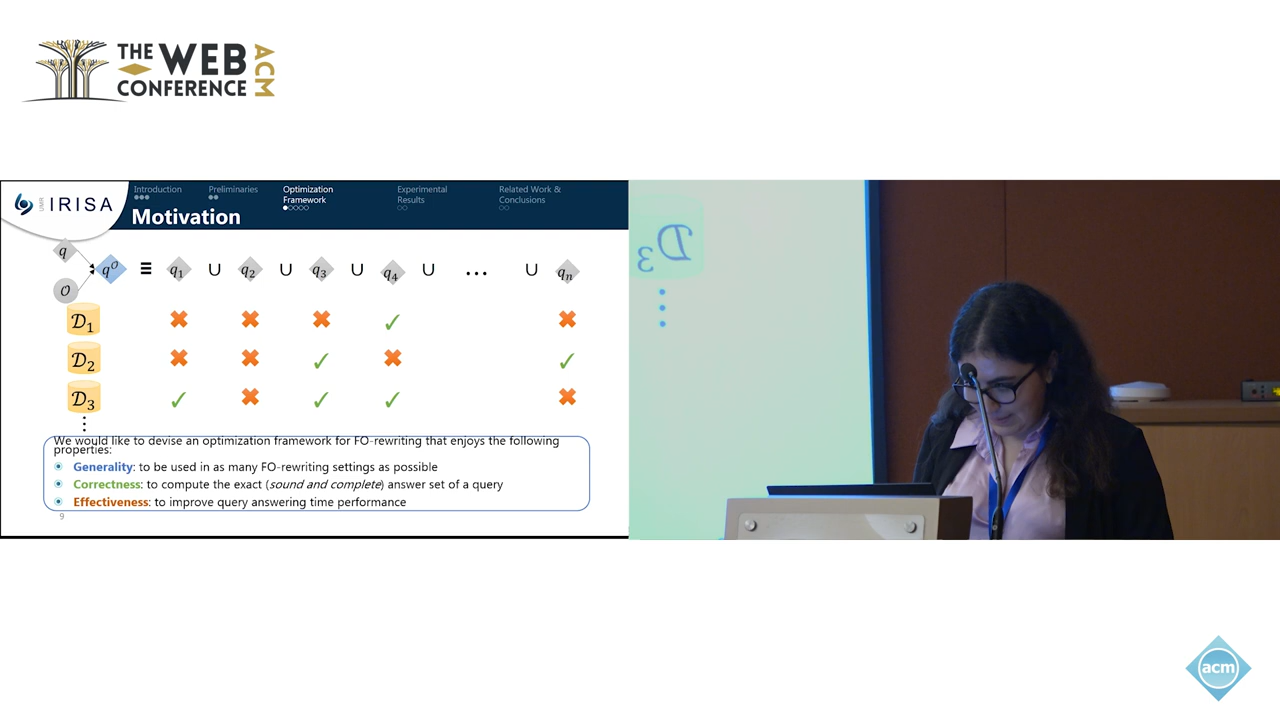 THE WEB
CONFERENCE
ACM
UMR IRISA
Introduction
Preliminaries
Optimization
Framework
Experimental
Results
Related Work &
Conclusions
Motivation
q
𝒪
q^𝒪 ≡ q₁ ∪ q₂ ∪ q₃ ∪ q₄ ∪ ... ∪ qₙ
𝒟₁ ✖ ✖ ✖ ✓ ✖
𝒟₂ ✖ ✖ ✓ ✖ ✓
𝒟₃ ✓ ✖ ✓ ✓ ✖
⋮
We would like to devise an optimization framework for FO-rewriting that enjoys the following
properties:
Generality: to be used in as many FO-rewriting settings as possible
Correctness: to compute the exact (sound and complete) answer set of a query
Effectiveness: to improve query answering time performance
9
𝒟₃
⋮
acm